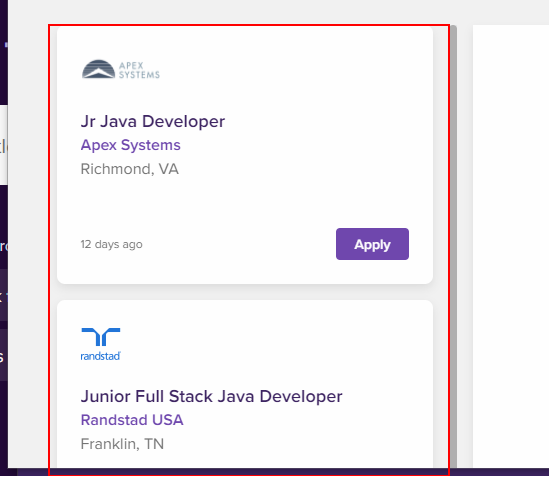 APEX
SYSTEMS
Jr Java Developer
Apex Systems
Richmond, VA
12 days ago
Apply
randstad
Junior Full Stack Java Developer
Randstad USA
Franklin, TN